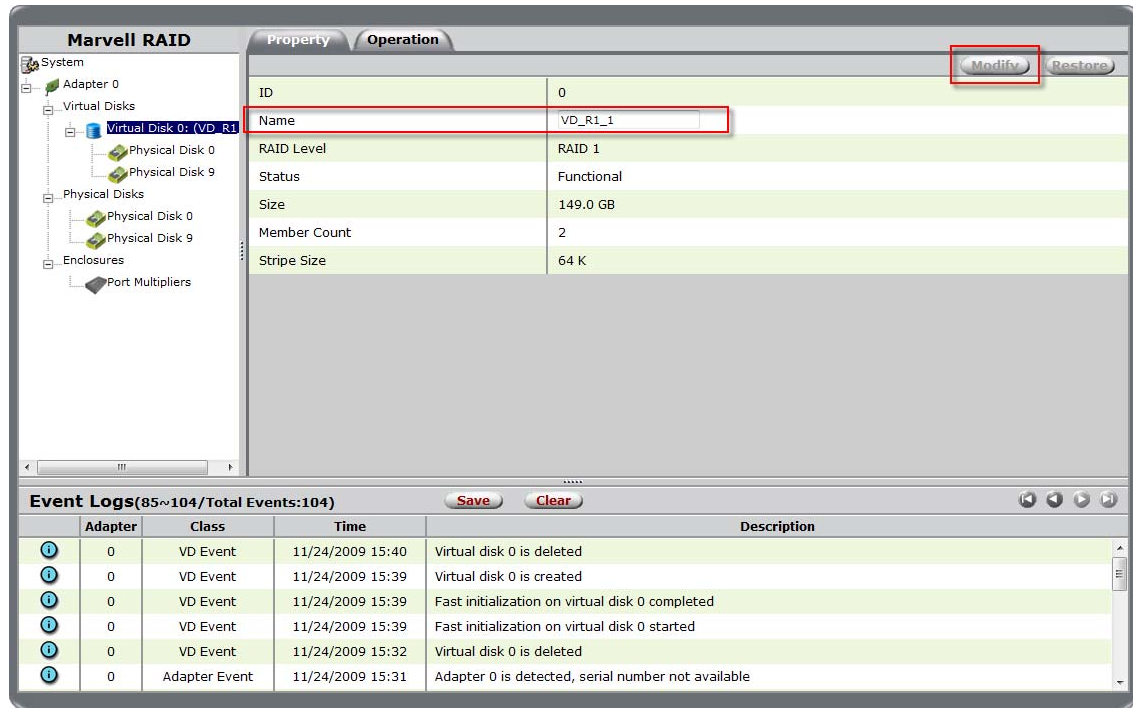 Marvell RAID
Property
Operation
Modify
Restore
System
Adapter 0
Virtual Disks
Virtual Disk 0: (VD_R1
Physical Disk 0
Physical Disk 9
Physical Disks
Physical Disk 0
Physical Disk 9
Enclosures
Port Multipliers
ID 0
Name VD_R1_1
RAID Level RAID 1
Status Functional
Size 149.0 GB
Member Count 2
Stripe Size 64 K
Event Logs(85~104/Total Events:104) Save Clear
Adapter Class Time Description
0 VD Event 11/24/2009 15:40 Virtual disk 0 is deleted
0 VD Event 11/24/2009 15:39 Virtual disk 0 is created
0 VD Event 11/24/2009 15:39 Fast initialization on virtual disk 0 completed
0 VD Event 11/24/2009 15:39 Fast initialization on virtual disk 0 started
0 VD Event 11/24/2009 15:32 Virtual disk 0 is deleted
0 Adapter Event 11/24/2009 15:31 Adapter 0 is detected, serial number not available